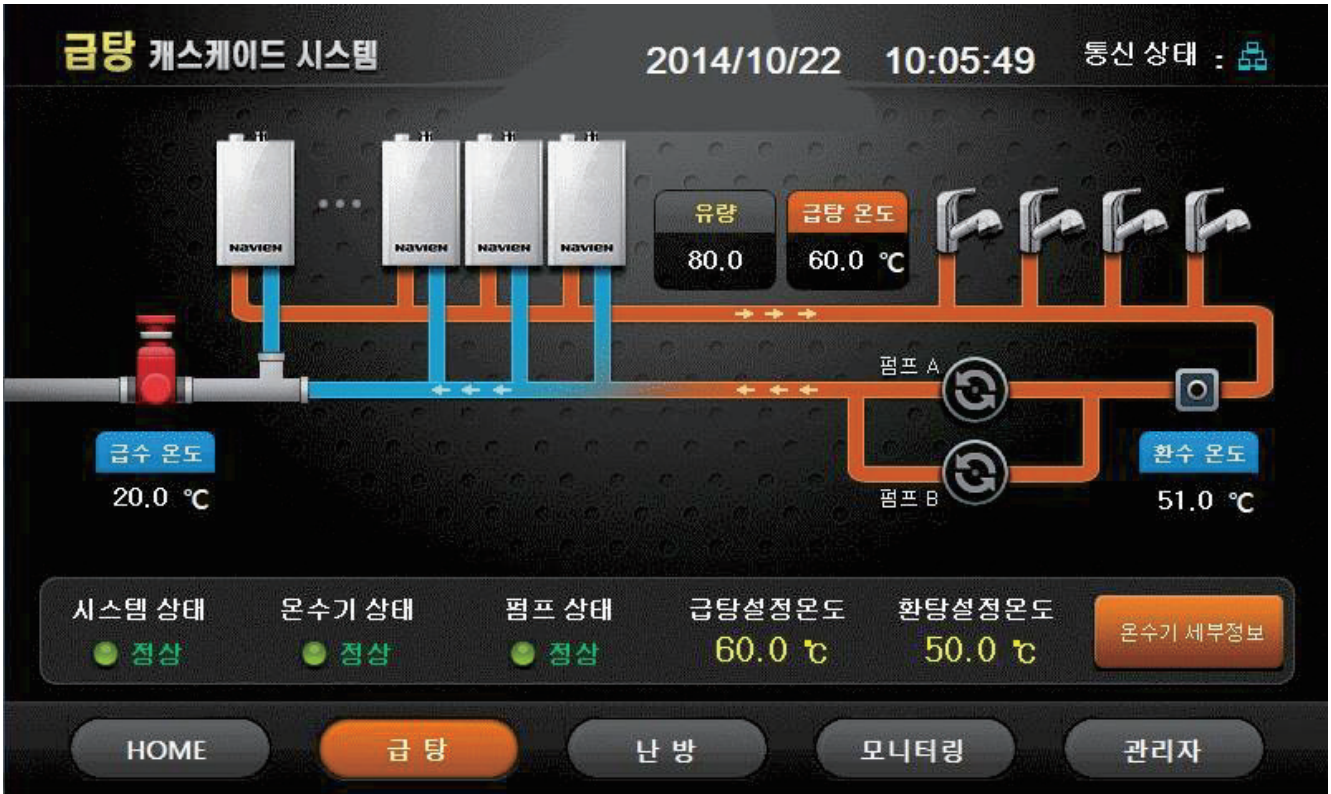 급탕 캐스케이드 시스템
2014/10/22 10:05:49 통신 상태 :
NAVIEN NAVIEN NAVIEN NAVIEN
유량 급탕 온도
80.0 60.0 ℃
펌프 A
급수 온도
20.0 ℃
펌프 B
환수 온도
51.0 ℃
시스템 상태 온수기 상태 펌프 상태 급탕설정온도 환탕설정온도
정상 정상 정상 60.0 ℃ 50.0 ℃
온수기 세부정보
HOME 급 탕 난 방 모니터링 관리자